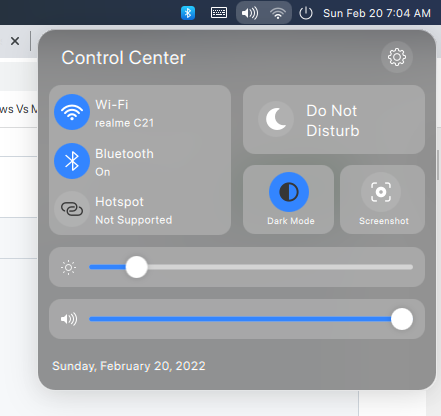 Sun Feb 20 7:04 AM
Control Center
ws Vs M
Wi-Fi
realme C21
Bluetooth
On
Hotspot
Not Supported
Do Not
Disturb
Dark Mode
Screenshot
Sunday, February 20, 2022